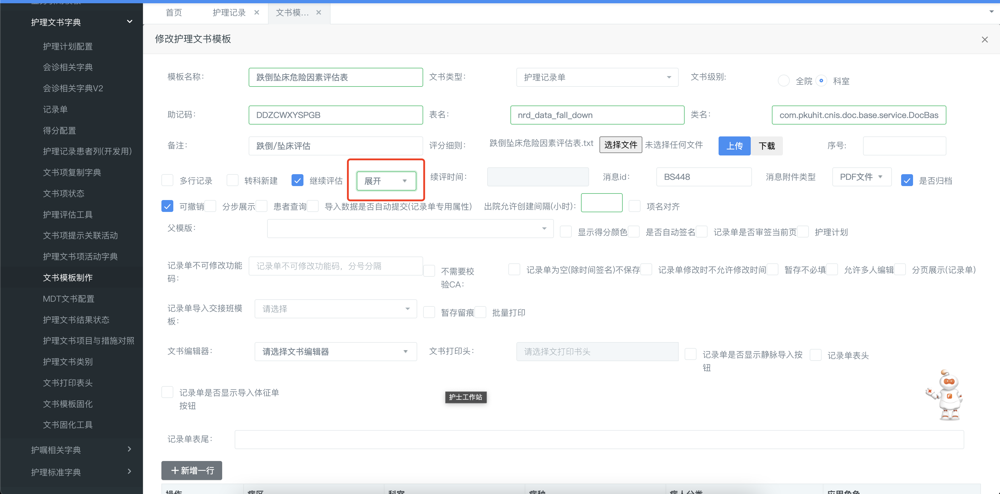 护理文书字典
护理计划配置
会诊相关字典
会诊相关字典V2
记录单
得分配置
护理记录患者列(开发用)
文书项复制字典
文书项状态
护理评估工具
文书项提示关联活动
护理文书项活动字典
文书模板制作
MDT文书配置
护理文书结果状态
护理文书项目与措施对照
护理文书类别
文书打印表头
文书模板固化
文书固化工具
护嘱相关字典
护理标准字典
首页 护理记录 文书模...
修改护理文书模板
模板名称: 跌倒坠床危险因素评估表 文书类型: 护理记录单 文书级别: 全院 科室
助记码: DDZCWXYSPGB 表名: nrd_data_fall_down 类名: com.pkuhit.cnis.doc.base.service.DocBas
备注: 跌倒/坠床评估 评分细则: 跌倒坠床危险因素评估表.txt 选择文件 未选择任何文件 上传 下载 序号:
多行记录 转科新建 继续评估 展开 续评时间: 消息id: BS448 消息附件类型 PDF文件 是否归档
可撤销 分步展示 患者查询 导入数据是否自动提交(记录单专用属性) 出院允许创建间隔(小时): 项名对齐
父模版: 显示得分颜色 是否自动签名 记录单是否审签当前页 护理计划
记录单不可修改功能码: 记录单不可修改功能码，分号分隔 不需要校验CA: 记录单为空(除时间签名)不保存 记录单修改时不允许修改时间 暂存不必填 允许多人编辑 分页展示(记录单)
记录单导入交接班模板: 请选择 暂存留痕 批量打印
文书编辑器: 请选择文书编辑器 文书打印头: 请选择文打印书头 记录单是否显示静脉导入按钮 记录单表头
记录单是否显示导入体征单按钮
护士工作站
记录单表尾:
新增一行
操作 病区 科室 病种 病人分类 应用角色